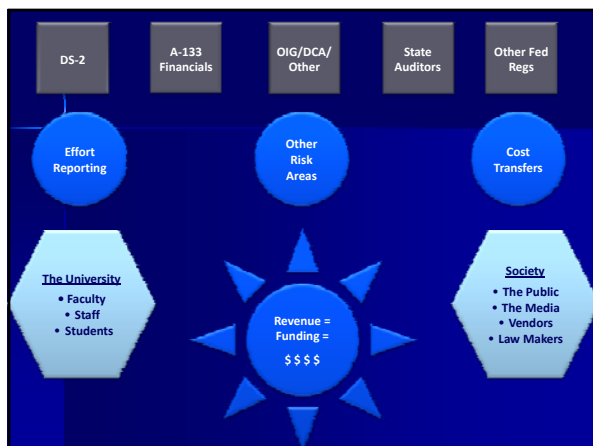 DS-2
A-133
Financials
OIG/DCA/
Other
State
Auditors
Other Fed
Regs
Effort
Reporting
Other
Risk
Areas
Cost
Transfers
The University
• Faculty
• Staff
• Students
Revenue =
Funding =
$ $ $ $
Society
• The Public
• The Media
• Vendors
• Law Makers